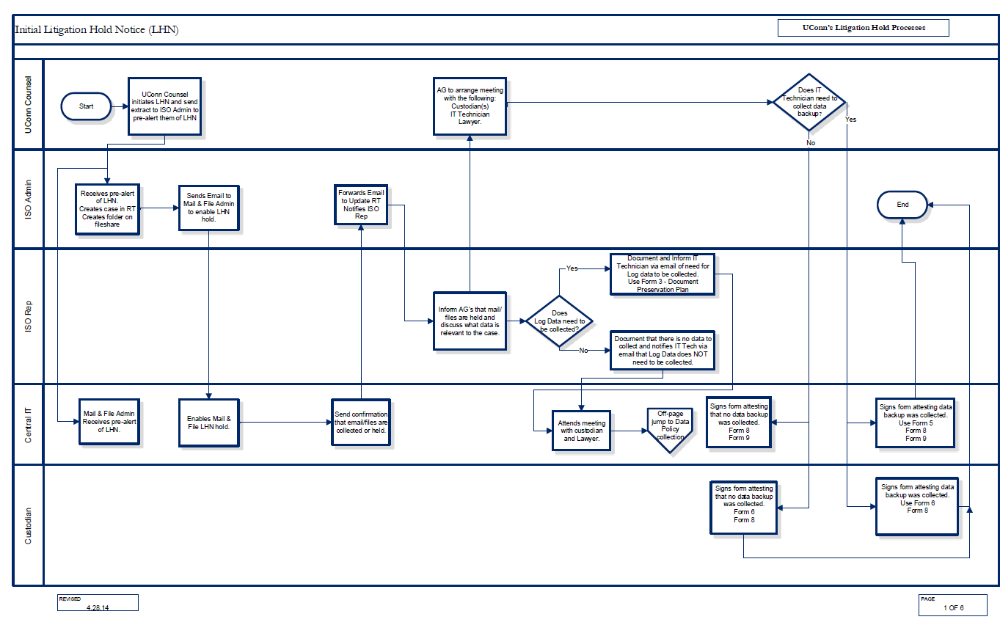 Initial Litigation Hold Notice (LHN)
UConn's Litigation Hold Processes
UConn Counsel
Start
UConn Counsel
initiates LHN and send
extract to ISO Admin to
pre-alert them of LHN
AG to arrange meeting
with the following:
Custodian(s)
IT Technician
Lawyer.
Does IT
Technician need to
collect data
backup?
Yes
No
ISO Admin
Receives pre-alert
of LHN.
Creates case in RT
Creates folder on
fileshare
Sends Email to
Mail & File Admin
to enable LHN
hold.
Forwards Email
to Update RT
Notifies ISO
Rep
End
ISO Rep
Inform AG's that mail/
files are held and
discuss what data is
relevant to the case.
Does
Log Data need to
be collected?
Yes
Document and Inform IT
Technician via email of need for
Log data to be collected.
Use Form 3 - Document
Preservation Plan
No
Document that there is no data to
collect and notifies IT Tech via
email that Log Data does NOT
need to be collected.
Central IT
Mail & File Admin
Receives pre-alert
of LHN.
Enables Mail &
File LHN hold.
Send confirmation
that email/files are
collected or held.
Attends meeting
with custodian
and Lawyer.
Off-page
jump to Data
Policy
collection
Signs form attesting
that no data backup
was collected.
Form 8
Form 9
Signs form attesting data
backup was collected.
Use Form 5
Form 8
Form 9
Custodian
Signs form attesting
that no data backup
was collected.
Form 6
Form 8
Signs form attesting data
backup was collected.
Use Form 6
Form 8
REVISED
4.28.14
PAGE
1 OF 6